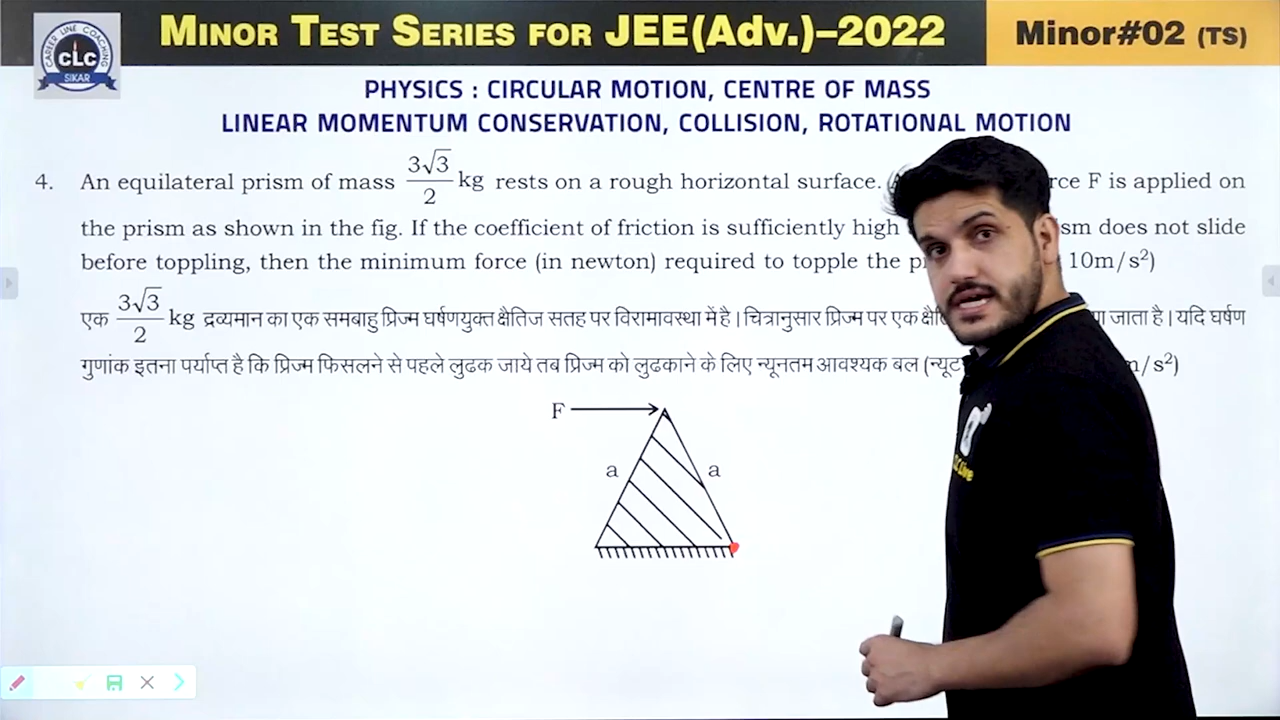 MINOR TEST SERIES FOR JEE(Adv.)–2022
Minor#02 (TS)
CAREER LINE COACHING
CLC
SIKAR
PHYSICS : CIRCULAR MOTION, CENTRE OF MASS
LINEAR MOMENTUM CONSERVATION, COLLISION, ROTATIONAL MOTION
4. An equilateral prism of mass 3√3/2 kg rests on a rough horizontal surface. F is applied on
the prism as shown in the fig. If the coefficient of friction is sufficiently high does not slide
before toppling, then the minimum force (in newton) required to topple the 10m/s²)
एक 3√3/2 kg द्रव्यमान का एक समबाहु प्रिज्म घर्षणयुक्त क्षैतिज सतह पर विरामावस्था में है। चित्रानुसार प्रिज्म पर एक जाता है। यदि घर्षण
गुणांक इतना पर्याप्त है कि प्रिज्म फिसलने से पहले लुढक जाये तब प्रिज्म को लुढकाने के लिए न्यूनतम आवश्यक बल /s²)
F
a a